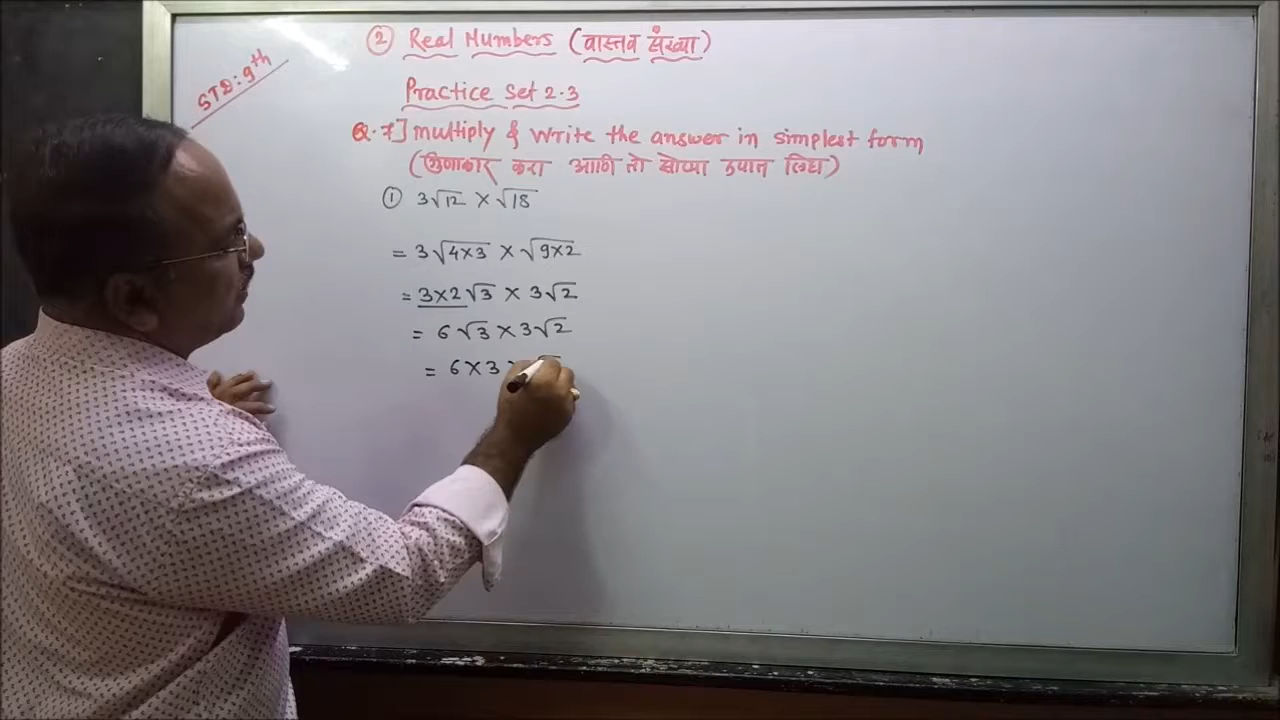 ② Real Numbers (वास्तव संख्या)
STD: 9th
Practice Set 2.3
Q.7] multiply & write the answer in simplest form
(गुणाकार करा आणि तो सोप्या रुपात लिहा)
① 3√12 × √18
= 3√4×3 × √9×2
= 3×2√3 × 3√2
= 6√3 × 3√2
= 6×3